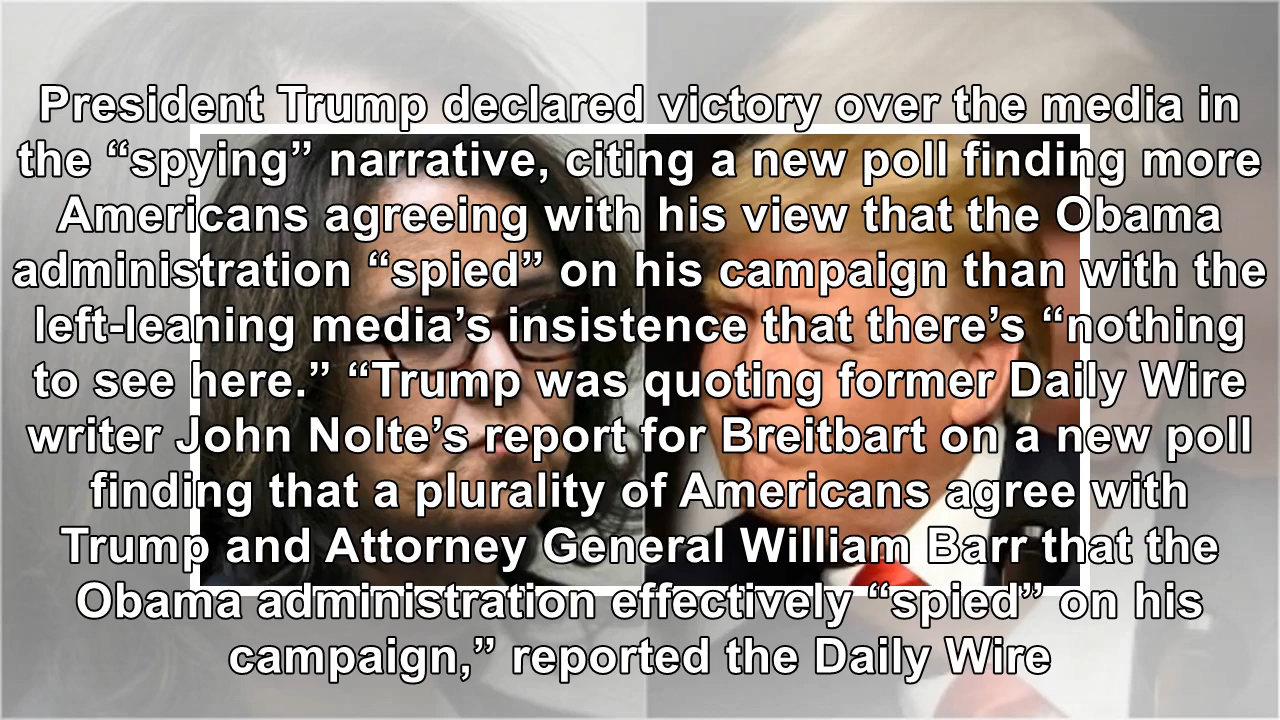 President Trump declared victory over the media in
the “spying” narrative, citing a new poll finding more
Americans agreeing with his view that the Obama
administration “spied” on his campaign than with the
left-leaning media’s insistence that there’s “nothing
to see here.” “Trump was quoting former Daily Wire
writer John Nolte’s report for Breitbart on a new poll
finding that a plurality of Americans agree with
Trump and Attorney General William Barr that the
Obama administration effectively “spied” on his
campaign,” reported the Daily Wire